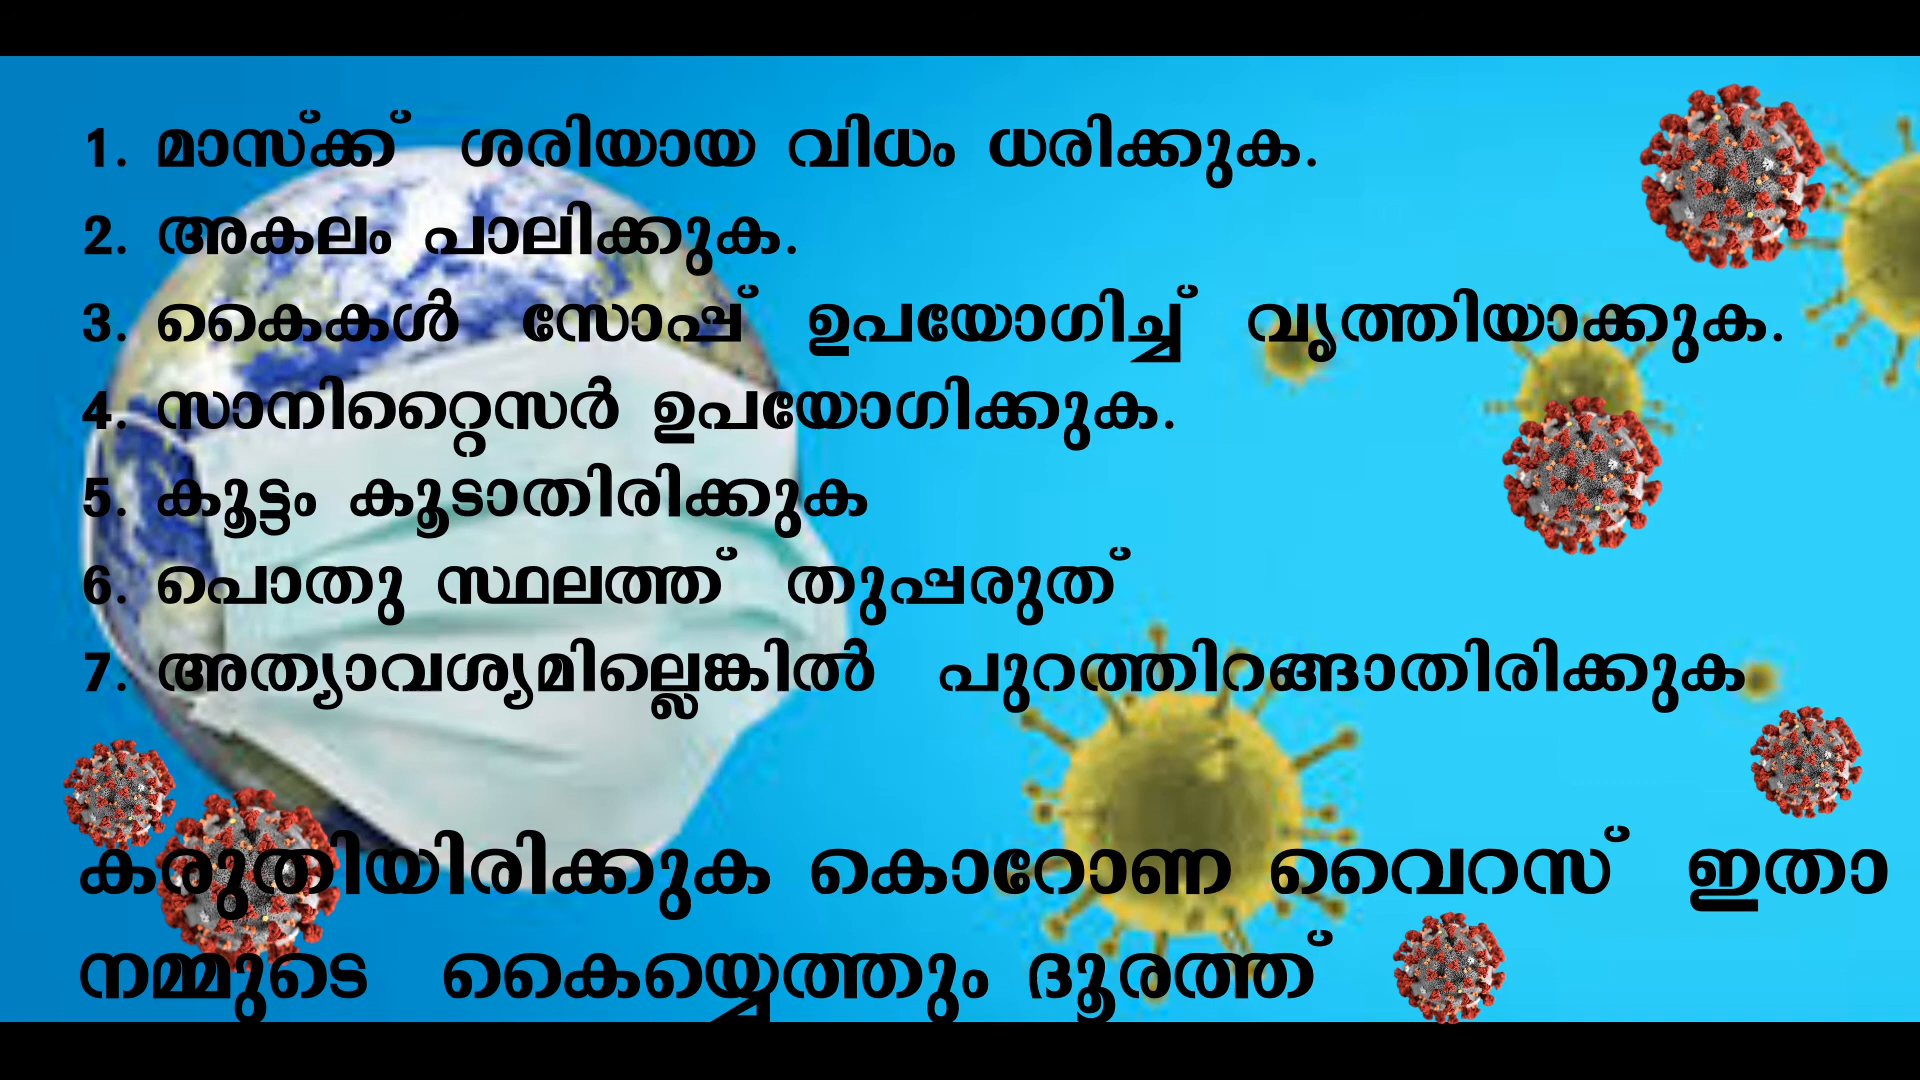 1. മാസ്ക്ക് ശരിയായ വിധം ധരിക്കുക.
2. അകലം പാലിക്കുക.
3. കൈകൾ സോപ്പ് ഉപയോഗിച്ച് വൃത്തിയാക്കുക.
4. സാനിറ്റൈസർ ഉപയോഗിക്കുക.
5. കൂട്ടം കൂടാതിരിക്കുക
6. പൊതു സ്ഥലത്ത് തുപ്പരുത്
7. അത്യാവശ്യമില്ലെങ്കിൽ പുറത്തിറങ്ങാതിരിക്കുക
കരുതിയിരിക്കുക കൊറോണ വൈറസ് ഇതാ
നമ്മുടെ കൈയ്യെത്തും ദൂരത്ത്